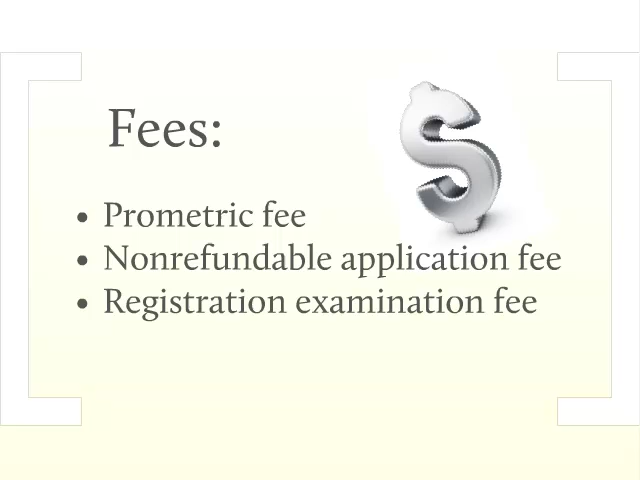 Fees:
• Prometric fee
• Nonrefundable application fee
• Registration examination fee